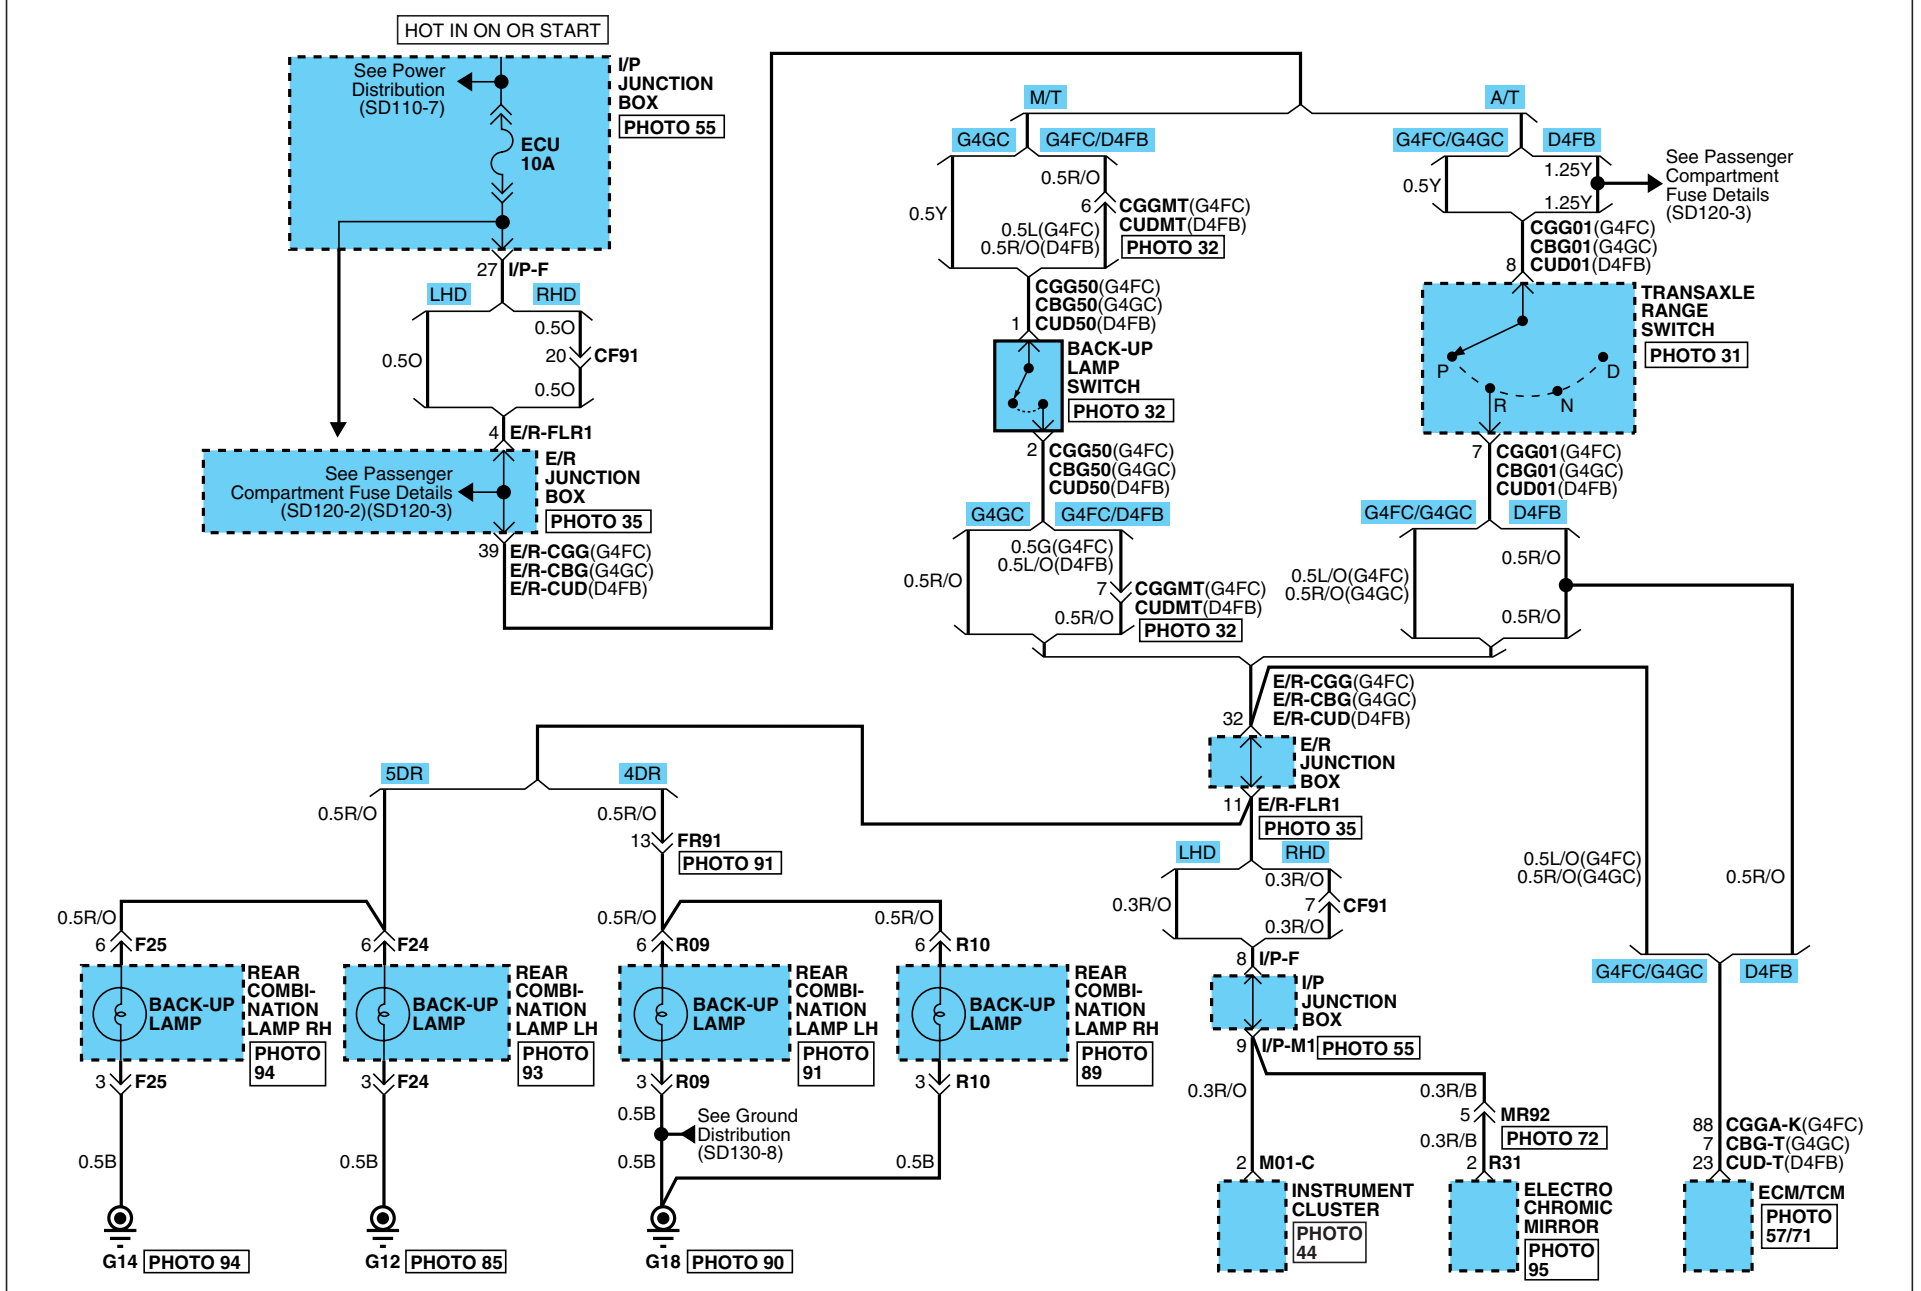 HOT IN ON OR START
See Power
Distribution
(SD110-7)
ECU
10A
I/P
JUNCTION
BOX
PHOTO 55
27 I/P-F
LHD RHD
0.5O
0.5O
20 CF91
0.5O
4 E/R-FLR1
See Passenger
Compartment Fuse Details
(SD120-2)(SD120-3)
E/R
JUNCTION
BOX
PHOTO 35
39 E/R-CGG(G4FC)
E/R-CBG(G4GC)
E/R-CUD(D4FB)
M/T
G4GC G4FC/D4FB
0.5Y
0.5R/O
6 CGGMT(G4FC)
CUDMT(D4FB)
PHOTO 32
0.5L(G4FC)
0.5R/O(D4FB)
CGG50(G4FC)
CBG50(G4GC)
1 CUD50(D4FB)
BACK-UP
LAMP
SWITCH
PHOTO 32
2 CGG50(G4FC)
CBG50(G4GC)
CUD50(D4FB)
G4GC G4FC/D4FB
0.5R/O
0.5G(G4FC)
0.5L/O(D4FB)
7 CGGMT(G4FC)
CUDMT(D4FB)
0.5R/O
PHOTO 32
A/T
G4FC/G4GC D4FB
0.5Y
1.25Y
1.25Y
See Passenger
Compartment
Fuse Details
(SD120-3)
CGG01(G4FC)
CBG01(G4GC)
8 CUD01(D4FB)
P
R
N
D
TRANSAXLE
RANGE
SWITCH
PHOTO 31
7 CGG01(G4FC)
CBG01(G4GC)
CUD01(D4FB)
G4FC/G4GC D4FB
0.5L/O(G4FC)
0.5R/O(G4GC)
0.5R/O
0.5R/O
E/R-CGG(G4FC)
E/R-CBG(G4GC)
32 E/R-CUD(D4FB)
E/R
JUNCTION
BOX
11 E/R-FLR1
PHOTO 35
LHD RHD
0.3R/O
0.3R/O
7 CF91
0.3R/O
8 I/P-F
I/P
JUNCTION
BOX
9 I/P-M1 PHOTO 55
0.3R/O
0.3R/B
5 MR92
PHOTO 72
0.3R/B
2 M01-C
INSTRUMENT
CLUSTER
PHOTO
44
2 R31
ELECTRO
CHROMIC
MIRROR
PHOTO
95
0.5L/O(G4FC)
0.5R/O(G4GC)
0.5R/O
G4FC/G4GC D4FB
88 CGGA-K(G4FC)
7 CBG-T(G4GC)
23 CUD-T(D4FB)
ECM/TCM
PHOTO
57/71
5DR 4DR
0.5R/O
0.5R/O
13 FR91
PHOTO 91
0.5R/O
0.5R/O
0.5R/O
6 F25
6 F24
6 R09
6 R10
BACK-UP
LAMP
REAR
COMBI-
NATION
LAMP RH
PHOTO
94
BACK-UP
LAMP
REAR
COMBI-
NATION
LAMP LH
PHOTO
93
BACK-UP
LAMP
REAR
COMBI-
NATION
LAMP LH
PHOTO
91
BACK-UP
LAMP
REAR
COMBI-
NATION
LAMP RH
PHOTO
89
3 F25
3 F24
3 R09
3 R10
0.5B
See Ground
Distribution
(SD130-8)
0.5B
0.5B
0.5B
0.5B
G14 PHOTO 94
G12 PHOTO 85
G18 PHOTO 90